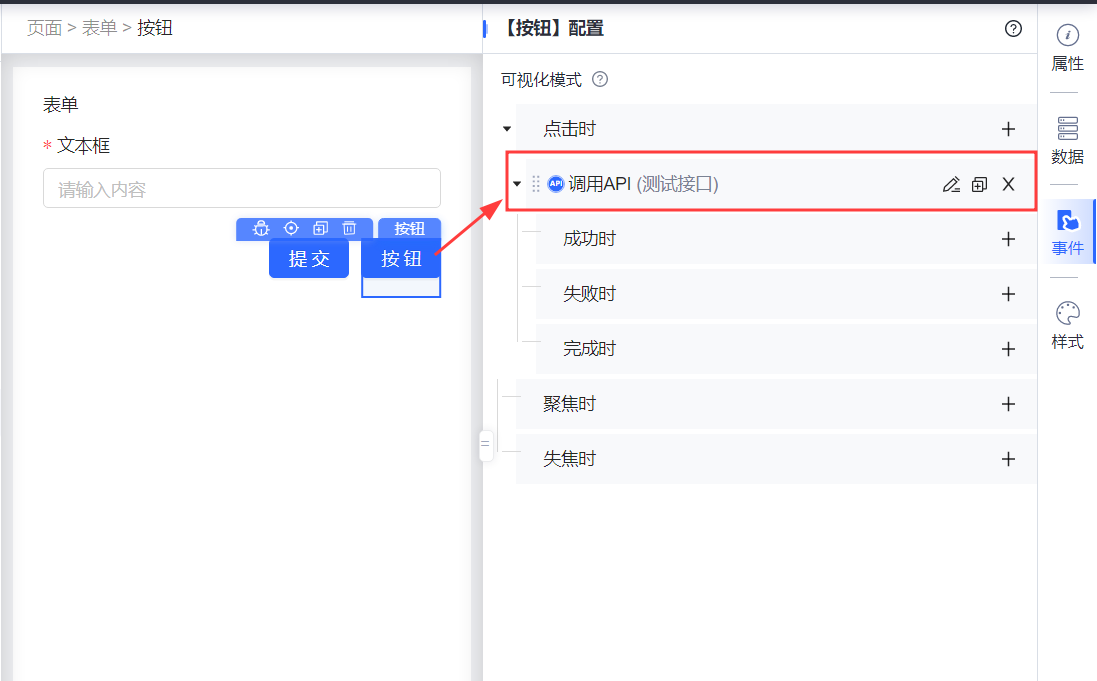 页面 > 表单 > 按钮
【按钮】配置
可视化模式
表单
* 文本框
请输入内容
按钮
提交
按钮
点击时
API 调用API (测试接口)
成功时
失败时
完成时
聚焦时
失焦时
属性
数据
事件
样式